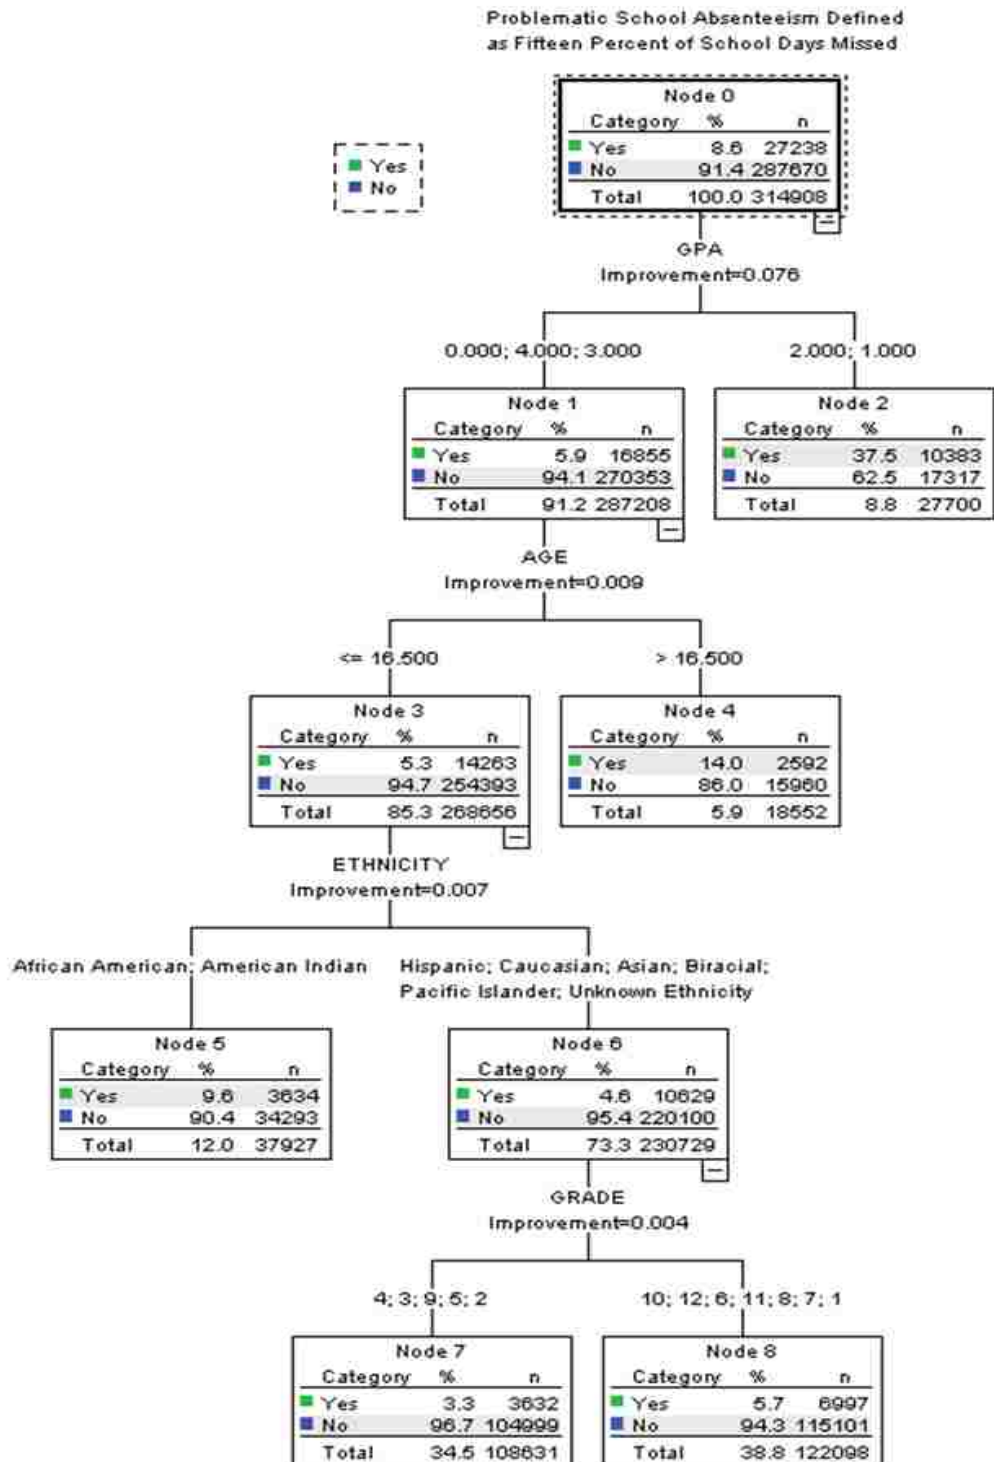 Problematic School Absenteeism Defined
as Fifteen Percent of School Days Missed
Yes
No
Node 0
Category % n
Yes 8.6 27238
No 91.4 287670
Total 100.0 314908
GPA
Improvement=0.076
0.000; 4.000; 3.000
2.000; 1.000
Node 1
Category % n
Yes 5.9 16855
No 94.1 270353
Total 91.2 287208
Node 2
Category % n
Yes 37.5 10383
No 62.5 17317
Total 8.8 27700
AGE
Improvement=0.009
<= 16.500
> 16.500
Node 3
Category % n
Yes 5.3 14263
No 94.7 254393
Total 85.3 268656
Node 4
Category % n
Yes 14.0 2592
No 86.0 15960
Total 5.9 18552
ETHNICITY
Improvement=0.007
African American; American Indian
Hispanic; Caucasian; Asian; Biracial;
Pacific Islander; Unknown Ethnicity
Node 5
Category % n
Yes 9.6 3634
No 90.4 34293
Total 12.0 37927
Node 6
Category % n
Yes 4.6 10629
No 95.4 220100
Total 73.3 230729
GRADE
Improvement=0.004
4; 3; 9; 5; 2
10; 12; 6; 11; 8; 7; 1
Node 7
Category % n
Yes 3.3 3632
No 96.7 104999
Total 34.5 108631
Node 8
Category % n
Yes 5.7 6997
No 94.3 115101
Total 38.8 122098